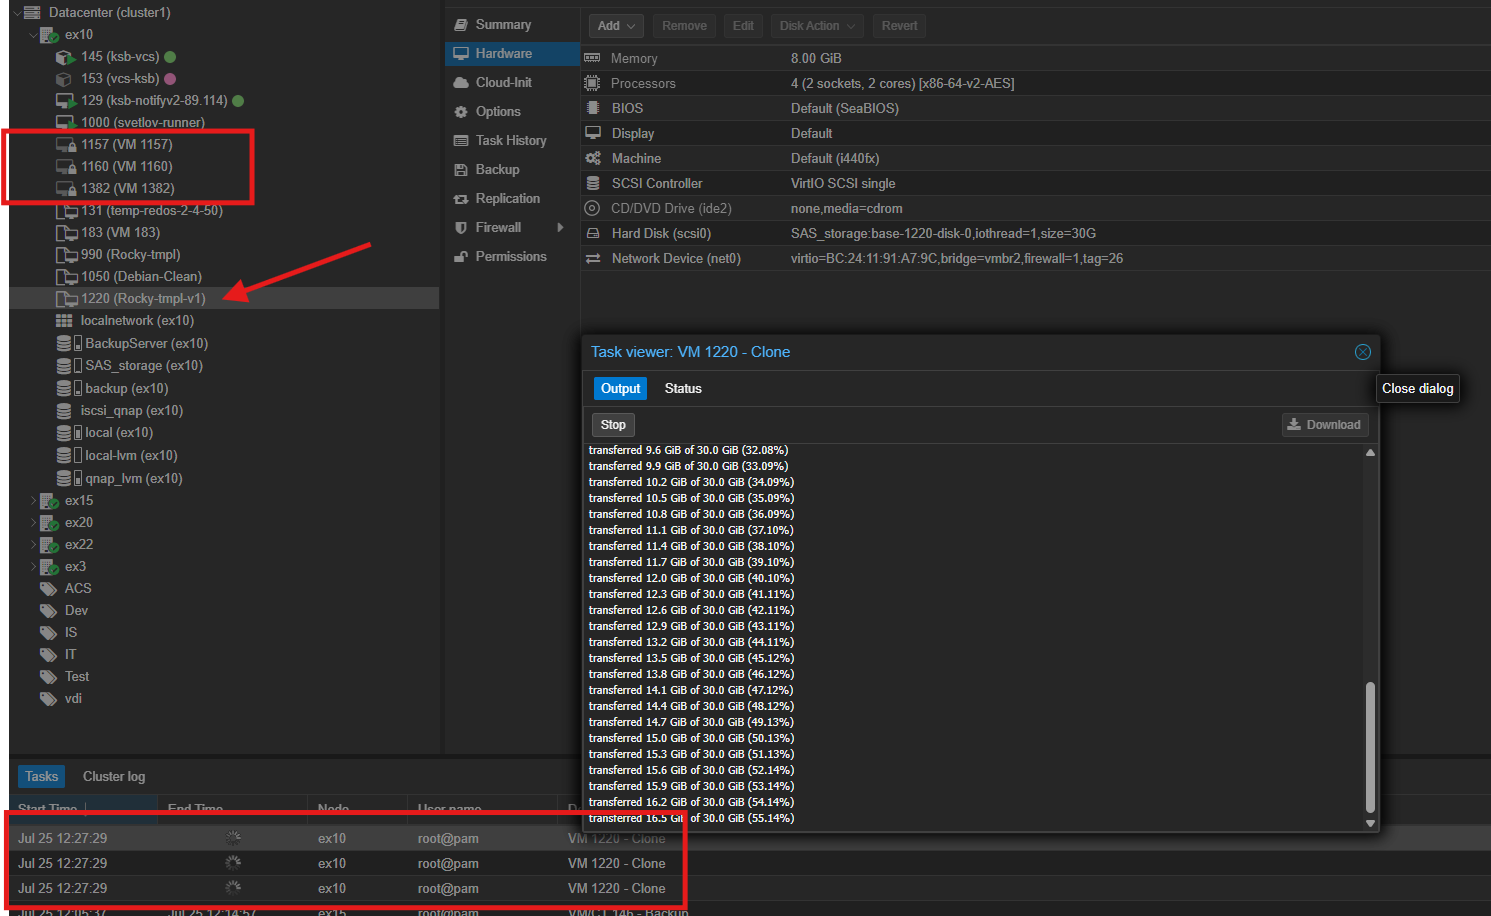 Datacenter (cluster1)
ex10
145 (ksb-vcs)
153 (vcs-ksb)
129 (ksb-notifyv2-89.114)
1000 (svetlov-runner)
1157 (VM 1157)
1160 (VM 1160)
1382 (VM 1382)
131 (temp-redos-2-4-50)
183 (VM 183)
990 (Rocky-tmpl)
1050 (Debian-Clean)
1220 (Rocky-tmpl-v1)
localnetwork (ex10)
BackupServer (ex10)
SAS_storage (ex10)
backup (ex10)
iscsi_qnap (ex10)
local (ex10)
local-lvm (ex10)
qnap_lvm (ex10)
ex15
ex20
ex22
ex3
ACS
Dev
IS
IT
Test
vdi
Summary
Hardware
Cloud-Init
Options
Task History
Backup
Replication
Firewall
Permissions
Add Remove Edit Disk Action Revert
Memory 8.00 GiB
Processors 4 (2 sockets, 2 cores) [x86-64-v2-AES]
BIOS Default (SeaBIOS)
Display Default
Machine Default (i440fx)
SCSI Controller VirtIO SCSI single
CD/DVD Drive (ide2) none,media=cdrom
Hard Disk (scsi0) SAS_storage:base-1220-disk-0,iothread=1,size=30G
Network Device (net0) virtio=BC:24:11:91:A7:9C,bridge=vmbr2,firewall=1,tag=26
Task viewer: VM 1220 - Clone
Output Status
Close dialog
Stop Download
transferred 9.6 GiB of 30.0 GiB (32.08%)
transferred 9.9 GiB of 30.0 GiB (33.09%)
transferred 10.2 GiB of 30.0 GiB (34.09%)
transferred 10.5 GiB of 30.0 GiB (35.09%)
transferred 10.8 GiB of 30.0 GiB (36.09%)
transferred 11.1 GiB of 30.0 GiB (37.10%)
transferred 11.4 GiB of 30.0 GiB (38.10%)
transferred 11.7 GiB of 30.0 GiB (39.10%)
transferred 12.0 GiB of 30.0 GiB (40.10%)
transferred 12.3 GiB of 30.0 GiB (41.11%)
transferred 12.6 GiB of 30.0 GiB (42.11%)
transferred 12.9 GiB of 30.0 GiB (43.11%)
transferred 13.2 GiB of 30.0 GiB (44.11%)
transferred 13.5 GiB of 30.0 GiB (45.12%)
transferred 13.8 GiB of 30.0 GiB (46.12%)
transferred 14.1 GiB of 30.0 GiB (47.12%)
transferred 14.4 GiB of 30.0 GiB (48.12%)
transferred 14.7 GiB of 30.0 GiB (49.13%)
transferred 15.0 GiB of 30.0 GiB (50.13%)
transferred 15.3 GiB of 30.0 GiB (51.13%)
transferred 15.6 GiB of 30.0 GiB (52.14%)
transferred 15.9 GiB of 30.0 GiB (53.14%)
transferred 16.2 GiB of 30.0 GiB (54.14%)
transferred 16.5 GiB of 30.0 GiB (55.14%)
Tasks Cluster log
Start Time End Time Node User name
Jul 25 12:27:29 ex10 root@pam VM 1220 - Clone
Jul 25 12:27:29 ex10 root@pam VM 1220 - Clone
Jul 25 12:27:29 ex10 root@pam VM 1220 - Clone
Jul 25 12:05:37 Jul 25 12:14:57 ex15 root@pam VM/CT 146 - Backup